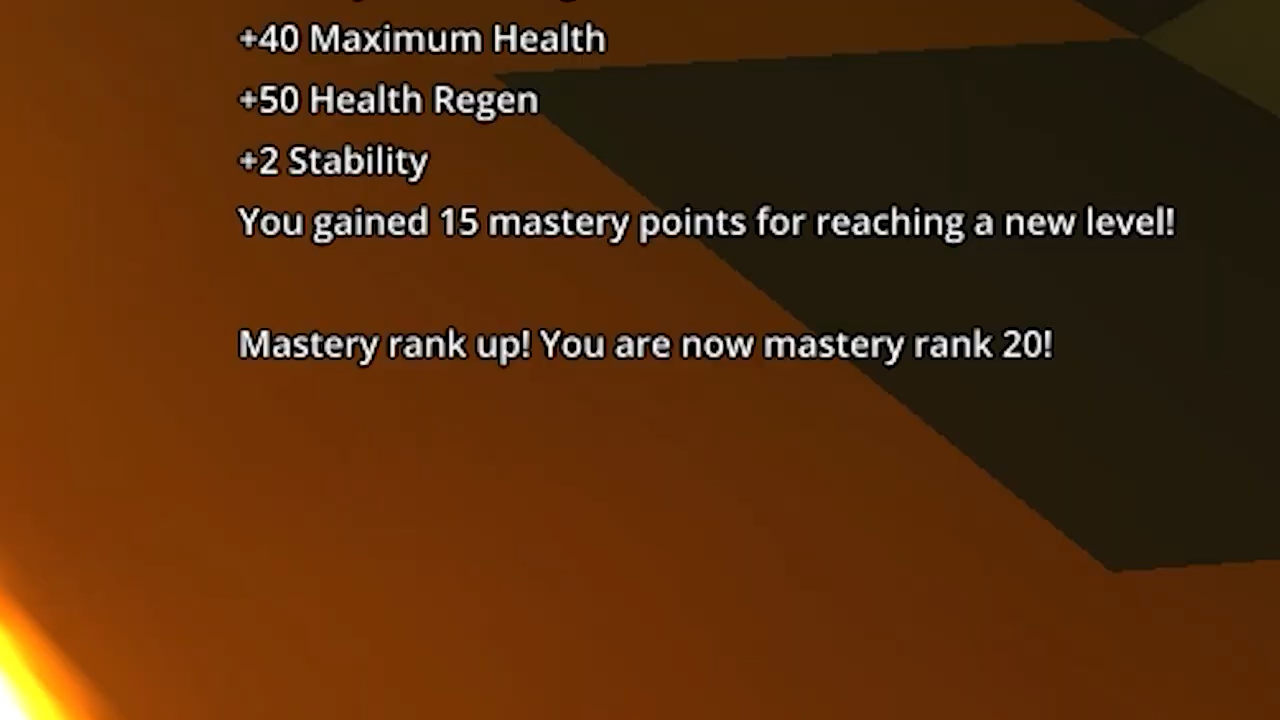 +40 Maximum Health
+50 Health Regen
+2 Stability
You gained 15 mastery points for reaching a new level!
Mastery rank up! You are now mastery rank 20!